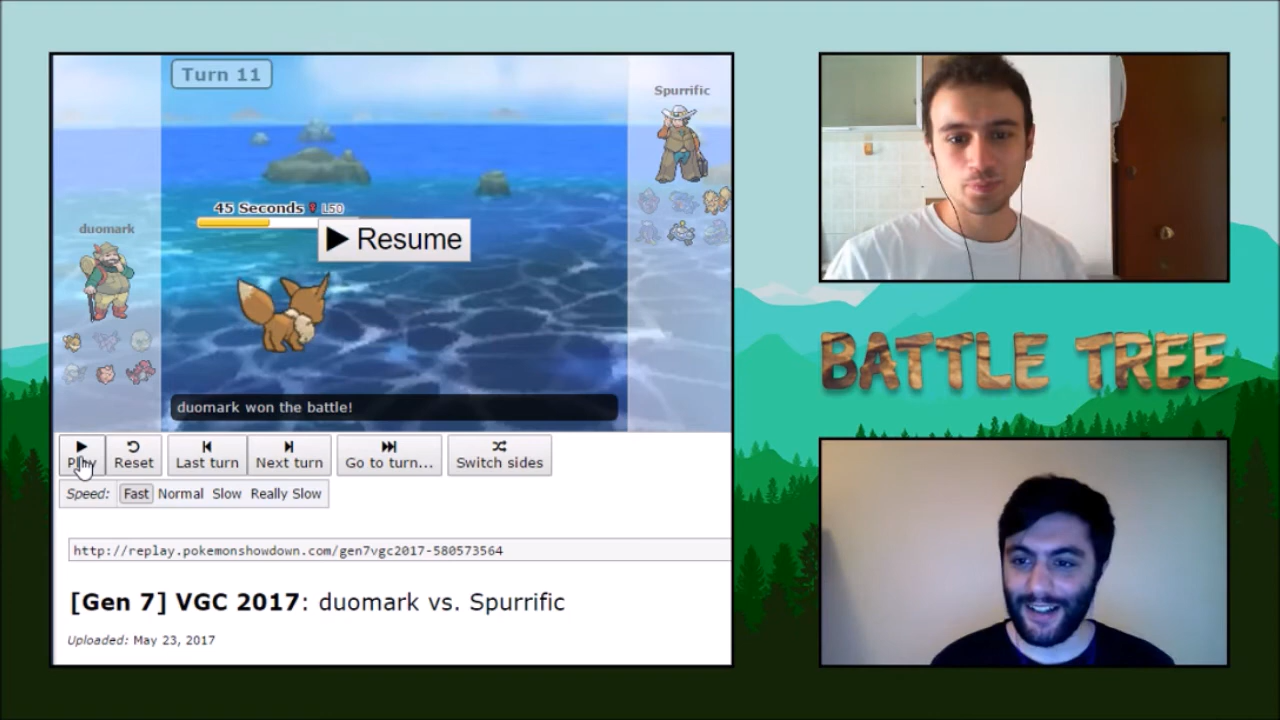 Turn 11
Spurrific
45 Seconds L50
▶ Resume
duomark
duomark won the battle!
Play
Reset
Last turn
Next turn
Go to turn...
Switch sides
Speed: Fast Normal Slow Really Slow
http://replay.pokemonshowdown.com/gen7vgc2017-580573564
[Gen 7] VGC 2017: duomark vs. Spurrific
Uploaded: May 23, 2017
BATTLE TREE